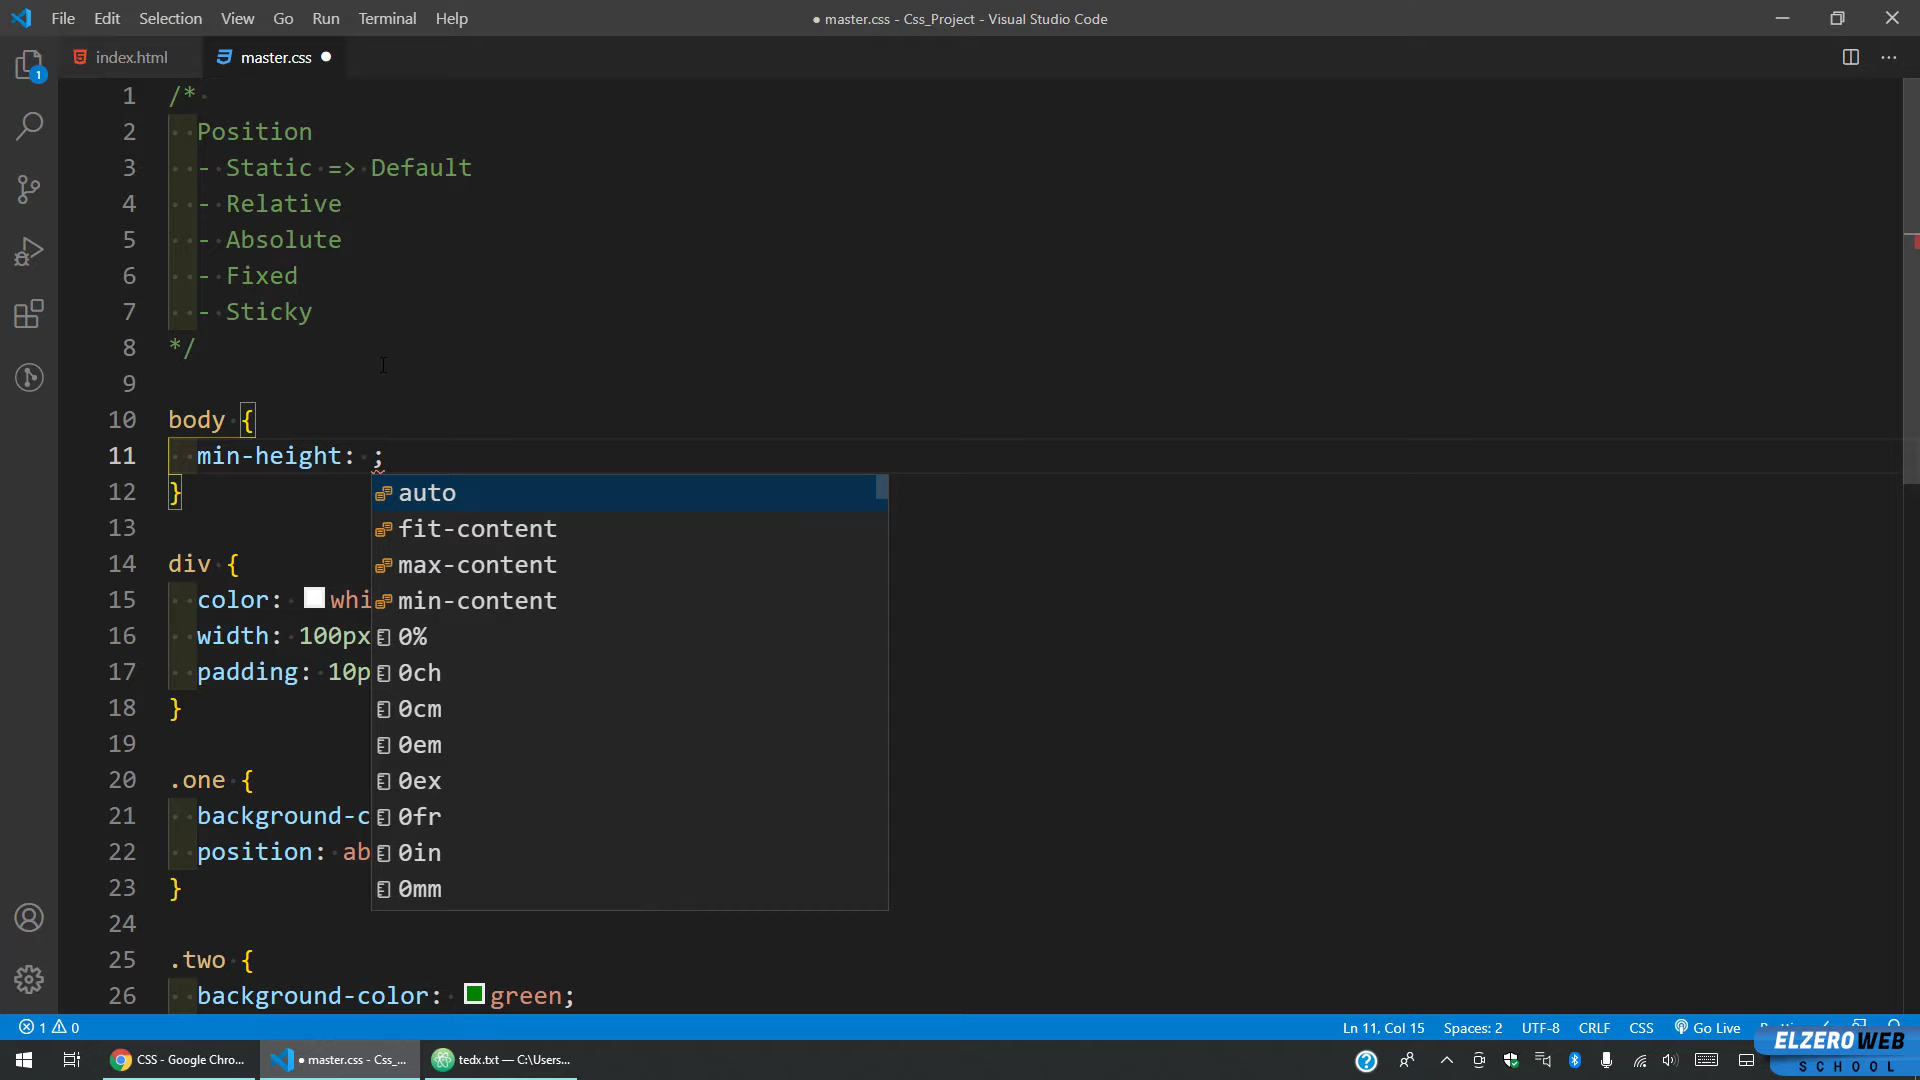 File Edit Selection View Go Run Terminal Help
● master.css - Css_Project - Visual Studio Code
index.html
master.css ●
1
1 /*
2 Position
3 - Static => Default
4 - Relative
5 - Absolute
6 - Fixed
7 - Sticky
8 */
9
10 body {
11 min-height: ;
12 }
13
14 div {
15 color: whi
16 width: 100px
17 padding: 10p
18 }
19
20 .one {
21 background-c
22 position: ab
23 }
24
25 .two {
26 background-color: green;
auto
fit-content
max-content
min-content
0%
0ch
0cm
0em
0ex
0fr
0in
0mm
1 0
Ln 11, Col 15 Spaces: 2 UTF-8 CRLF CSS Go Live
CSS - Google Chro...
● master.css - Css_...
tedx.txt — C:\Users...
ELZEROWEB
SCHOOL